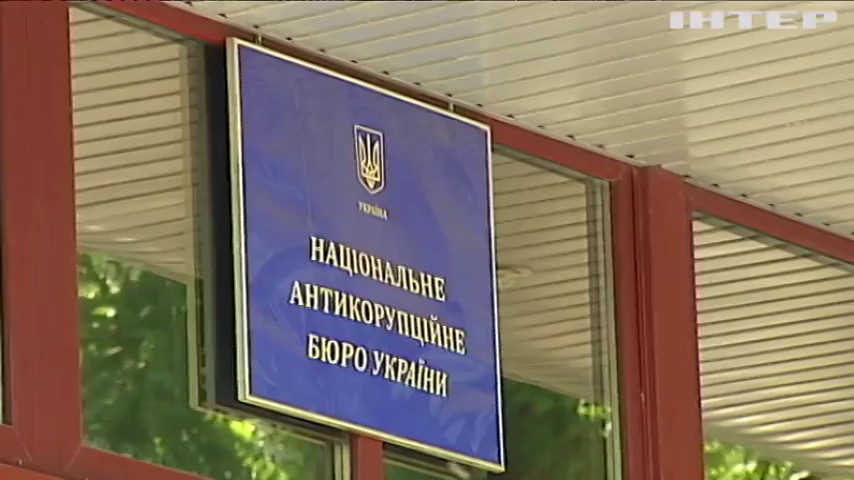 ІНТЕР
УКРАЇНА
НАЦІОНАЛЬНЕ
АНТИКОРУПЦІЙНЕ
БЮРО УКРАЇНИ